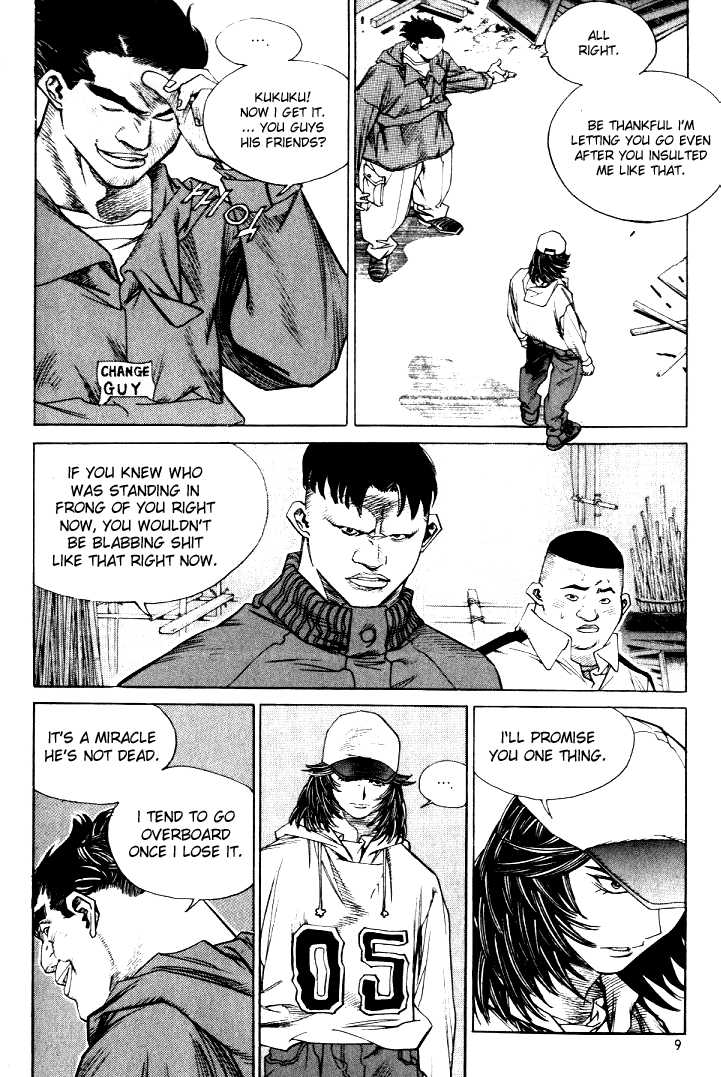 ....
KUKUKU!
NOW I GET IT.
... YOU GUYS
HIS FRIENDS?
CHANGE
GUY
ALL
RIGHT.
BE THANKFUL I'M
LETTING YOU GO EVEN
AFTER YOU INSULTED
ME LIKE THAT.
IF YOU KNEW WHO
WAS STANDING IN
FRONG OF YOU RIGHT
NOW, YOU WOULDN'T
BE BLABBING SHIT
LIKE THAT RIGHT NOW.
IT'S A MIRACLE
HE'S NOT DEAD.
I TEND TO GO
OVERBOARD
ONCE I LOSE IT.
....
I'LL PROMISE
YOU ONE THING.
05
9